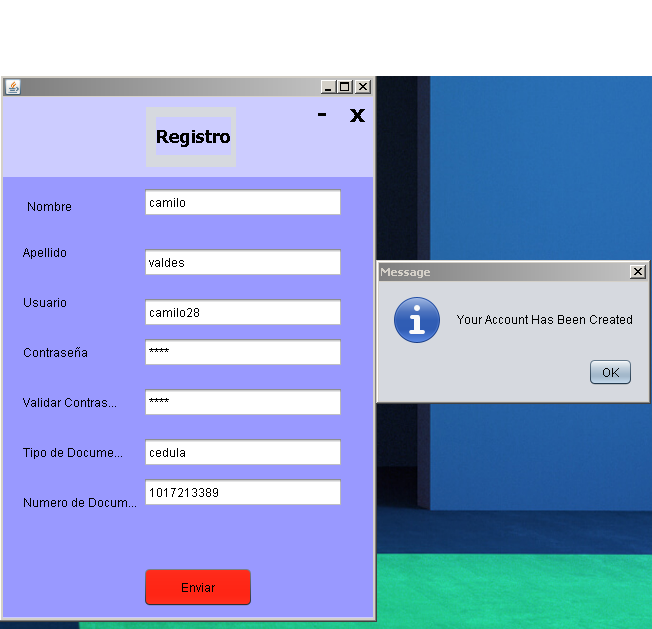 - X
Registro
Nombre
camilo
Apellido
valdes
Usuario
camilo28
Contraseña
****
Validar Contras...
****
Tipo de Docume...
cedula
Numero de Docum...
1017213389
Enviar
Message
Your Account Has Been Created
OK